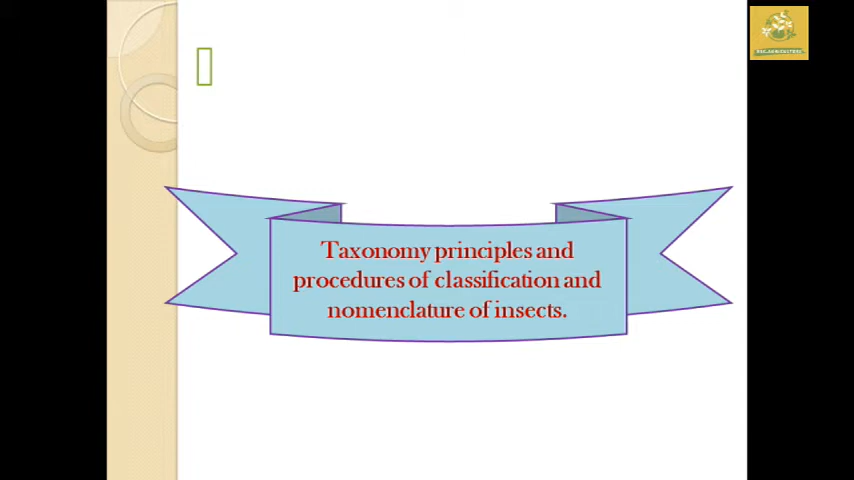 Taxonomy principles and
procedures of classification and
nomenclature of insects.